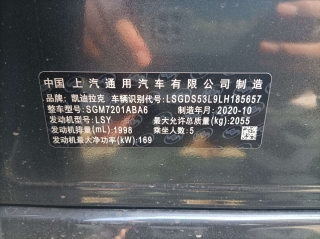 中国 上汽通用汽车有限公司制造
品牌:凯迪拉克 车辆识别代号:LSGDS53L9LH185657
整车型号:SGM7201ABA6 制造年月:2020-10
发动机型号:LSY 最大允许总质量(kg):2055
发动机排量(mL):1998 乘坐人数:5
发动机最大净功率(kW):169